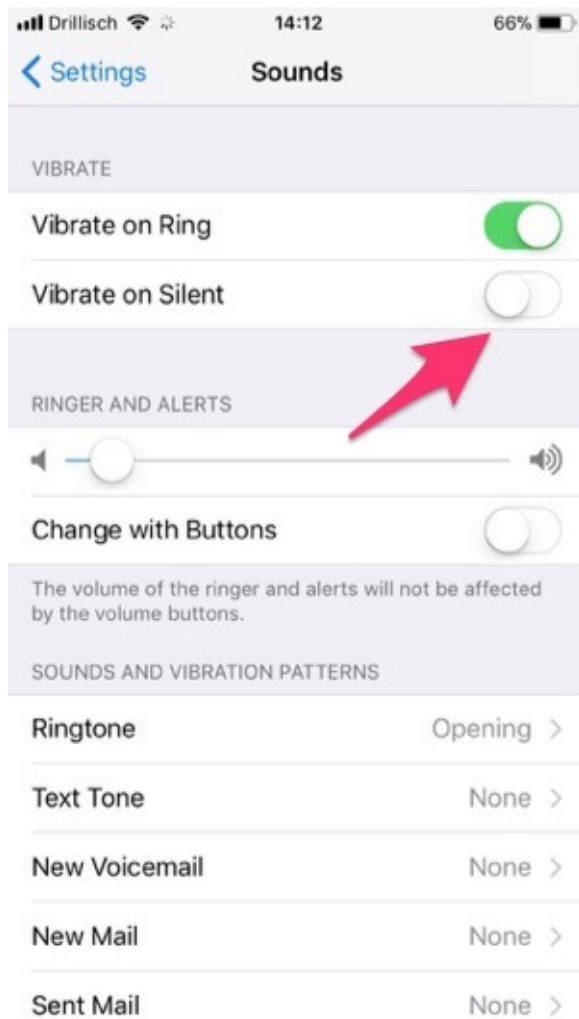 Drillisch 14:12 66%
Settings Sounds
VIBRATE
Vibrate on Ring
Vibrate on Silent
RINGER AND ALERTS
Change with Buttons
The volume of the ringer and alerts will not be affected
by the volume buttons.
SOUNDS AND VIBRATION PATTERNS
Ringtone Opening
Text Tone None
New Voicemail None
New Mail None
Sent Mail None